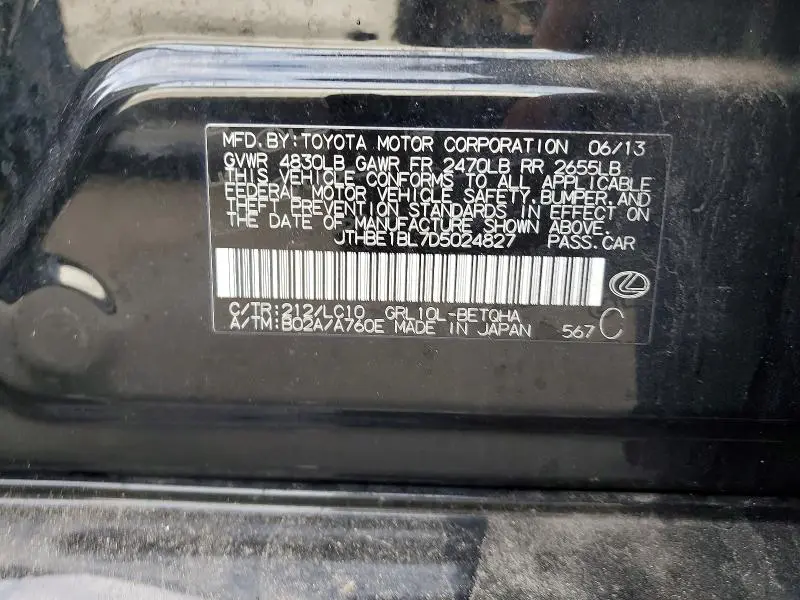 MFD.BY:TOYOTA MOTOR CORPORATION 06/13
GVWR 4830LB GAWR FR 2470LB RR 2655LB
THIS VEHICLE CONFORMS TO ALL APPLICABLE
FEDERAL MOTOR VEHICLE SAFETY,BUMPER,AND
THEFT PREVENTION STANDARDS IN EFFECT ON
THE DATE OF MANUFACTURE SHOWN ABOVE.
JTHBE1BL7D5024827 PASS.CAR
C/TR:212/LC10 GRL10L-BETQHA
A/TM:B02A/A760E MADE IN JAPAN 567 C